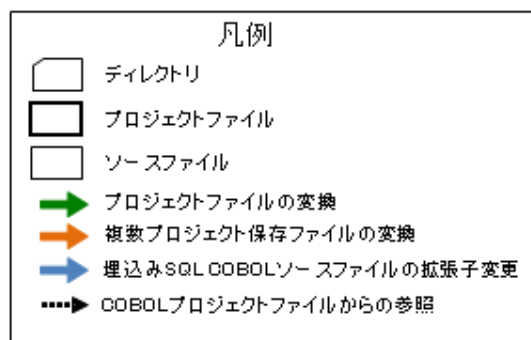 凡例
ディレクトリ
プロジェクトファイル
ソースファイル
プロジェクトファイルの変換
複数プロジェクト保存ファイルの変換
埋込みSQL COBOLソースファイルの拡張子変更
COBOLプロジェクトファイルからの参照